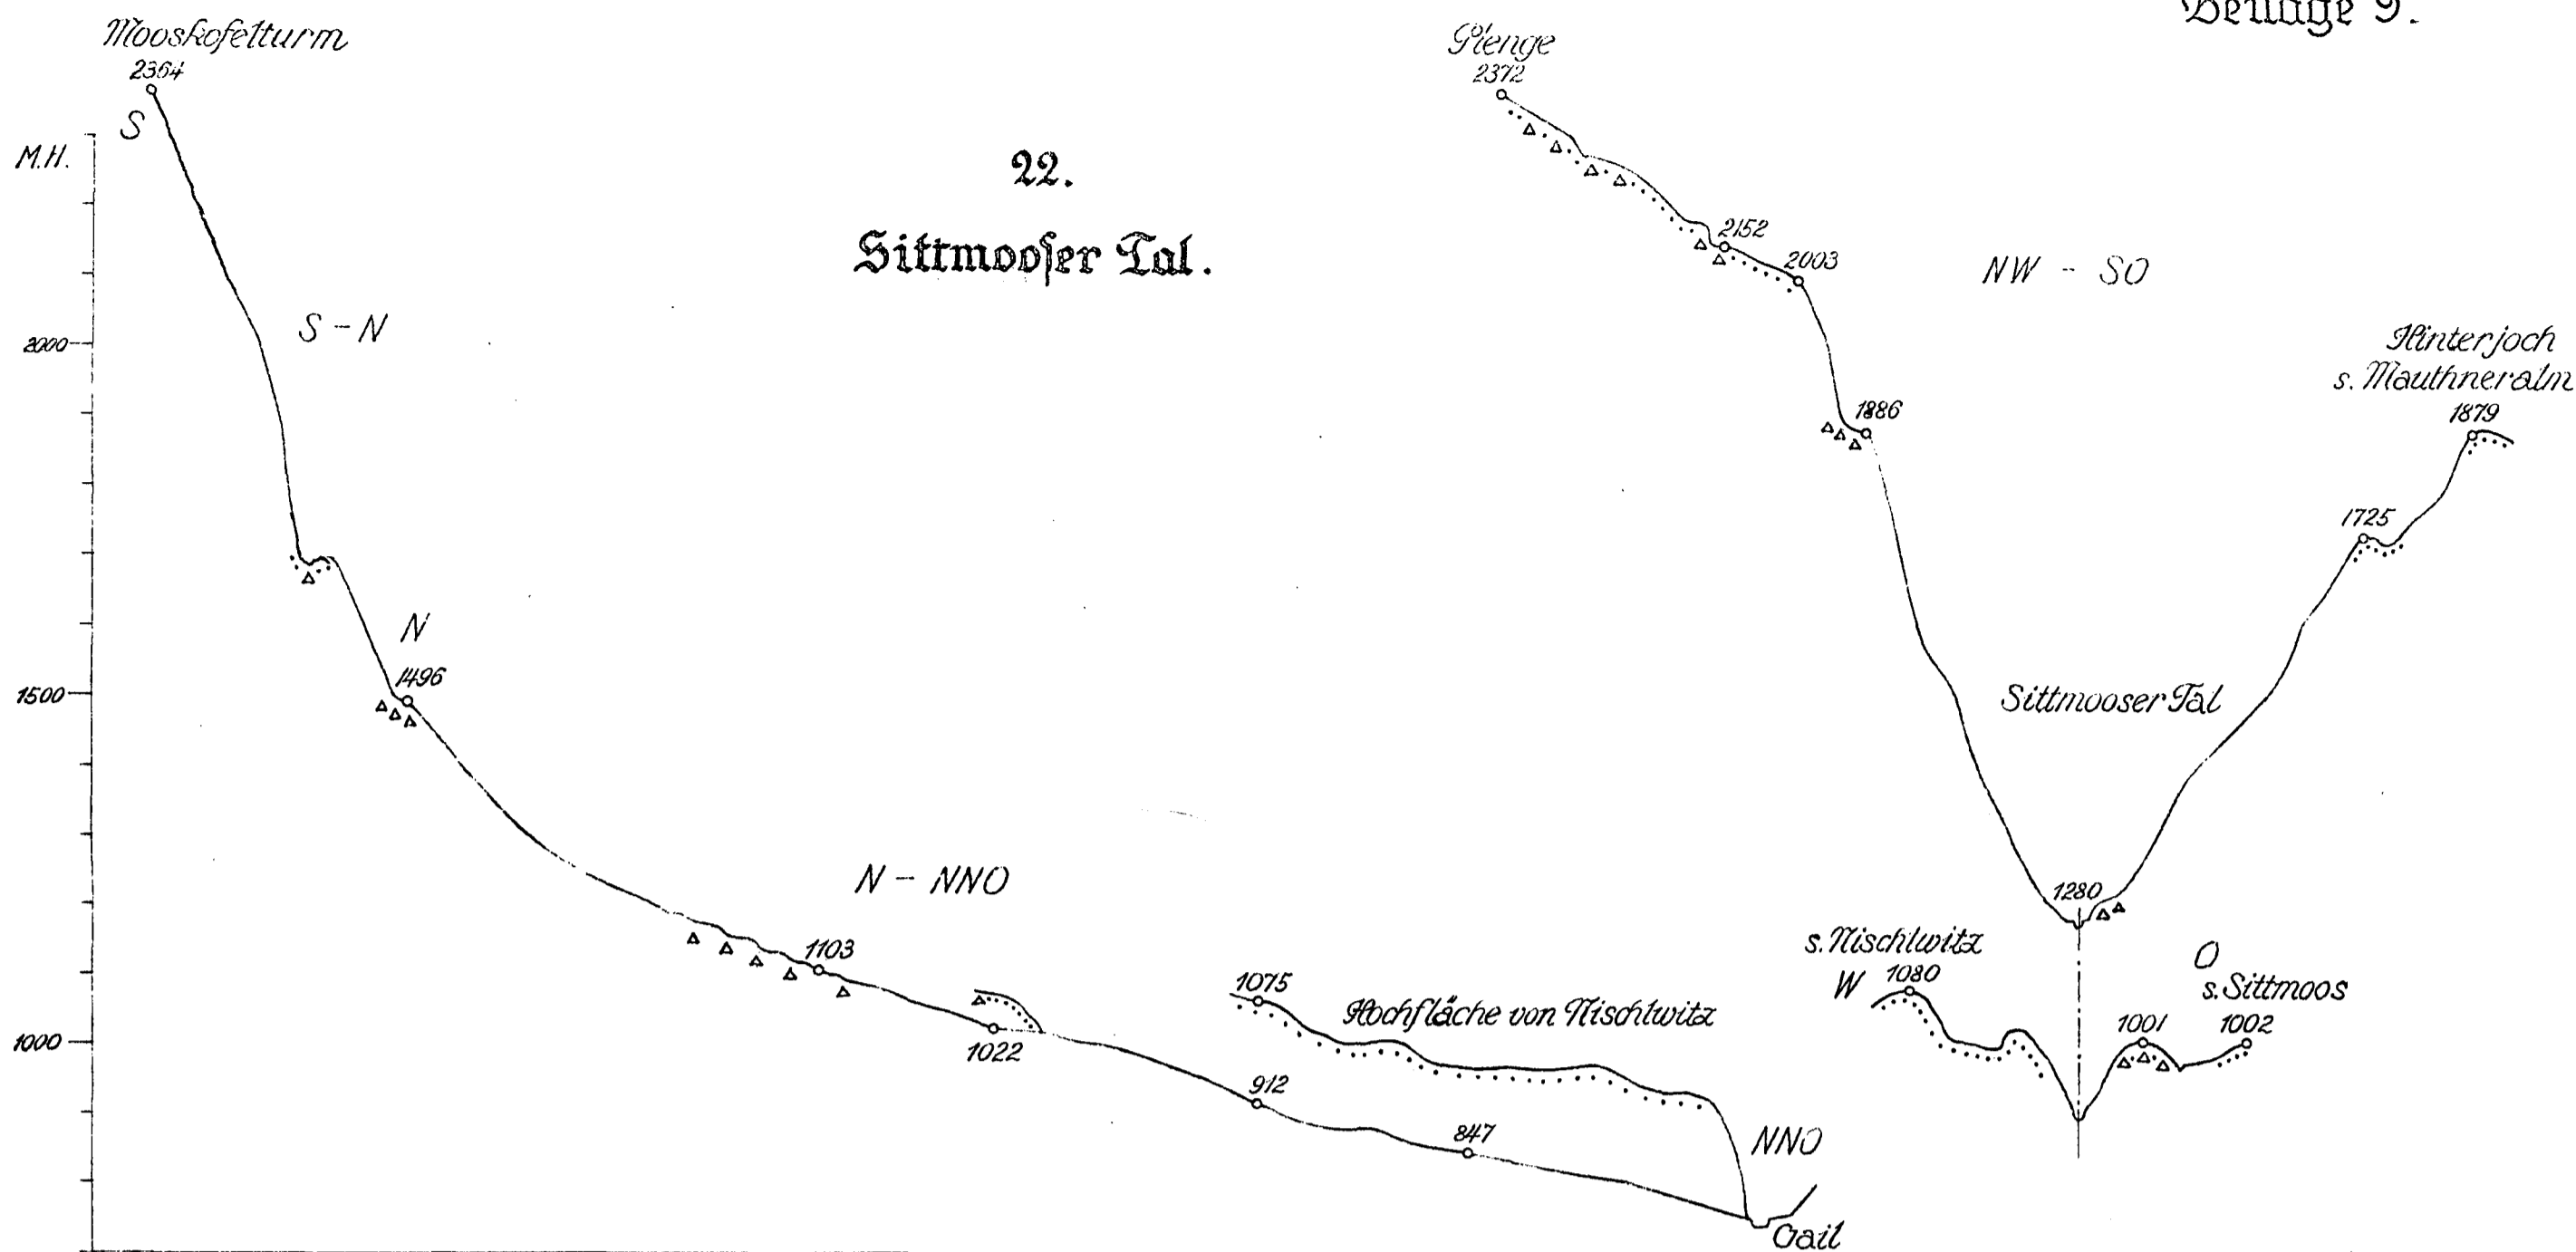 Beilage 9.
Mooskofelturm
2364
S
M.H.
22.
Sittmooser Tal.
Plenge
2372
2152
2003
NW - SO
S - N
2000
Hinterjoch
s. Mauthneralm
1879
1886
1725
N
1496
1500
Sittmooser Tal
N - NNO
1280
1103
s. Nischlwitz
W 1080
O
s. Sittmoos
1075
Hochfläche von Nischlwitz
1001
1002
1000
1022
912
847
NNO
Gail